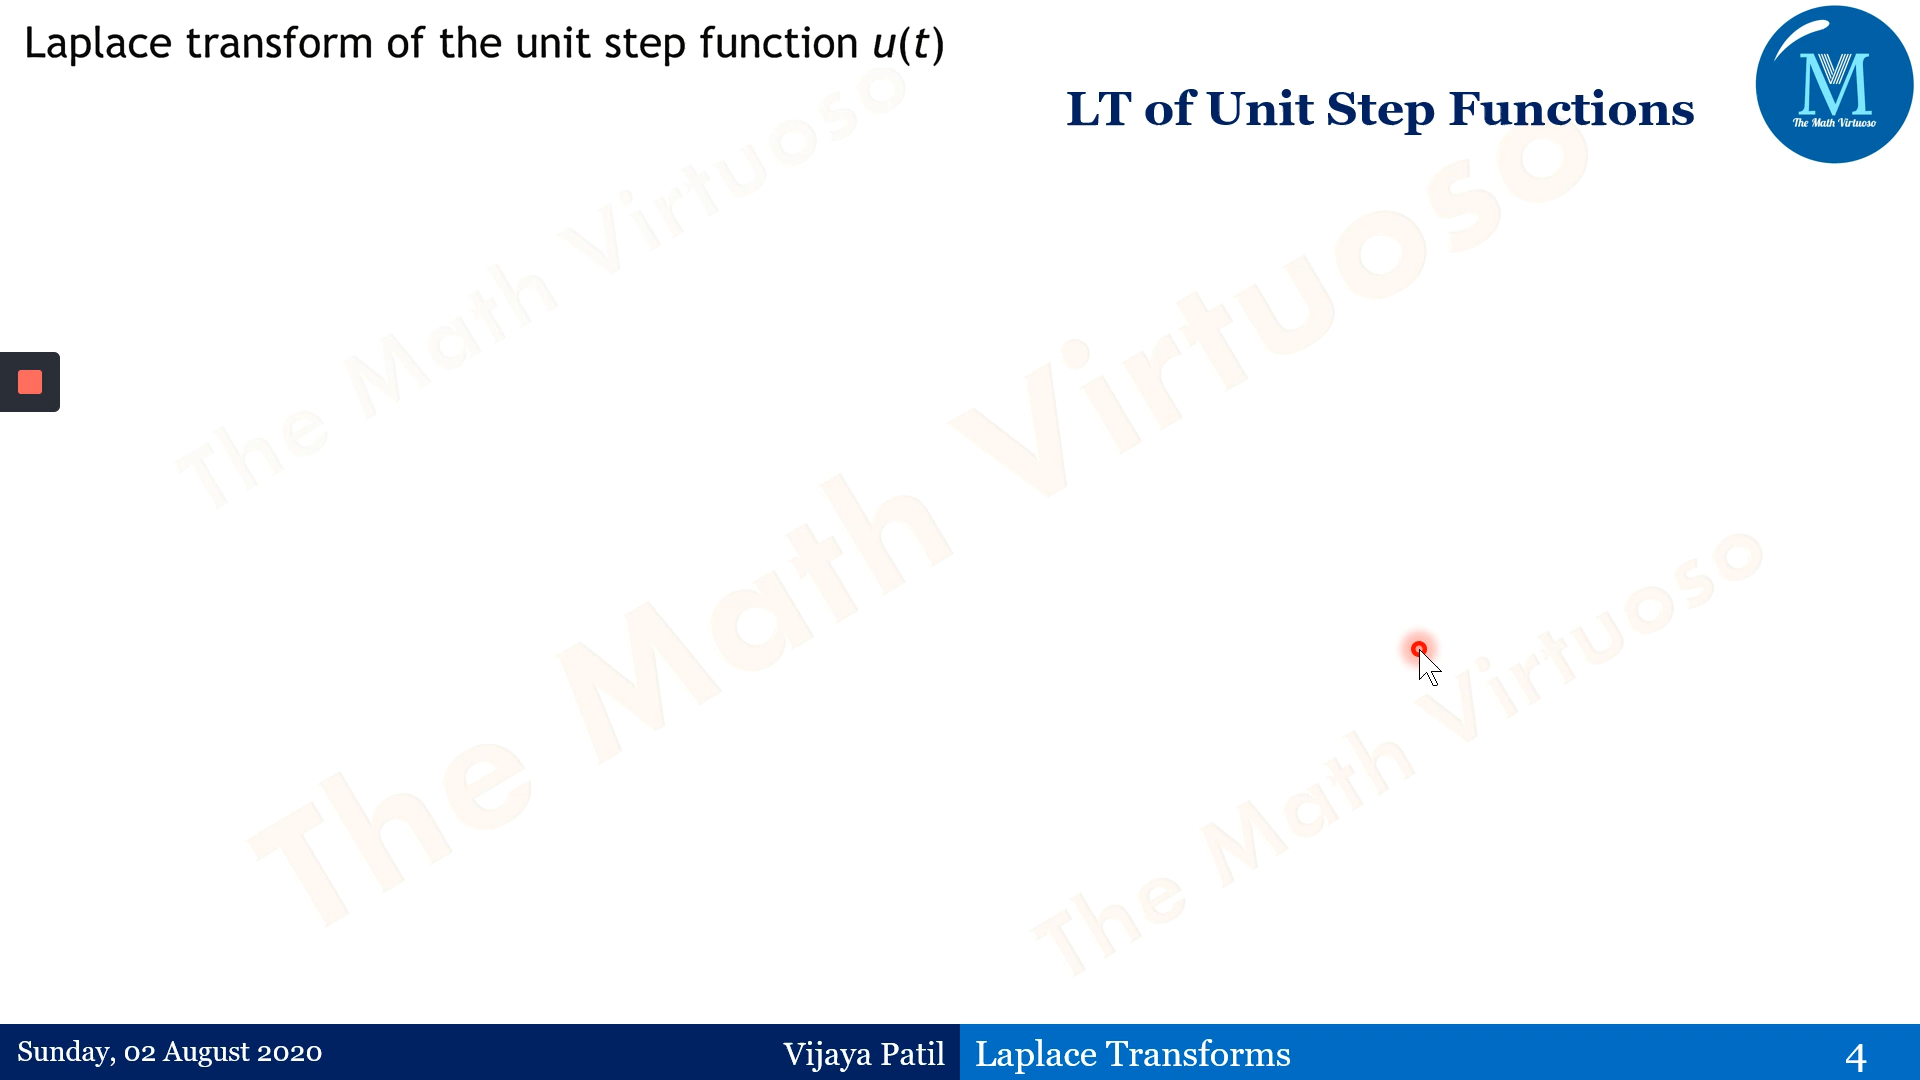 Laplace transform of the unit step function u(t)
LT of Unit Step Functions
M
The Math Virtuoso
The Math Virtuoso
The Math Virtuoso
The Math Virtuoso
Sunday, 02 August 2020
Vijaya Patil
Laplace Transforms
4